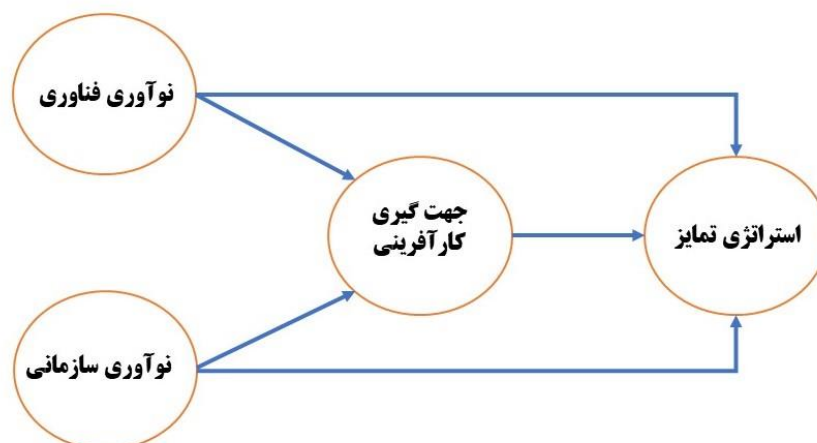 نوآوری فناوری
جهت گیری
کارآفرینی
استراتژی تمایز
نوآوری سازمانی